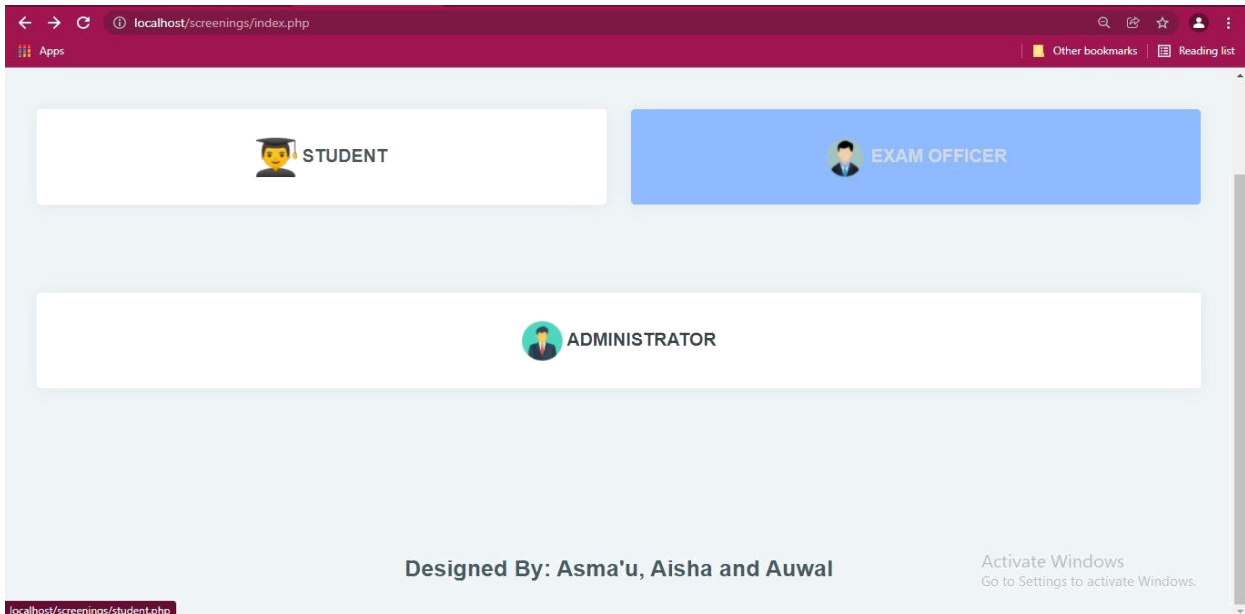 localhost/screenings/index.php
Apps
Other bookmarks
Reading list
STUDENT
EXAM OFFICER
ADMINISTRATOR
Designed By: Asma'u, Aisha and Auwal
Activate Windows
Go to Settings to activate Windows.
localhost/screenings/student.php